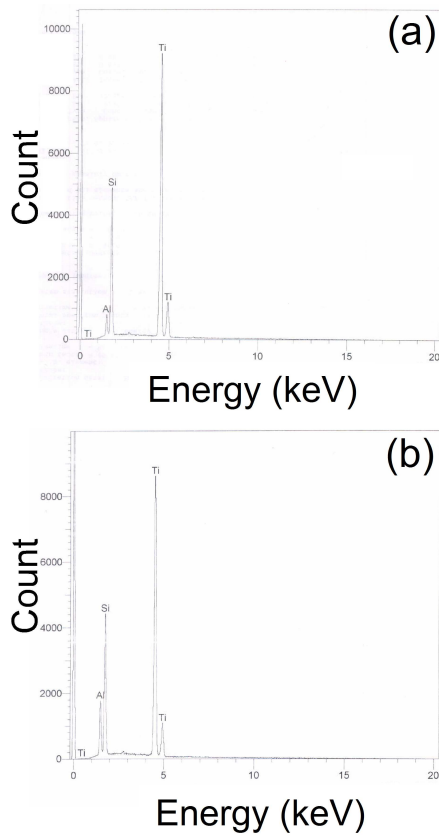 (a)
10000
Ti
8000
Count
6000
Si
4000
2000
Al
Ti
Ti
0
0 5 10 15 20
Energy (keV)
(b)
Ti
8000
Count
6000
Si
4000
Al
2000
Ti
Ti
0
0 5 10 15 20
Energy (keV)